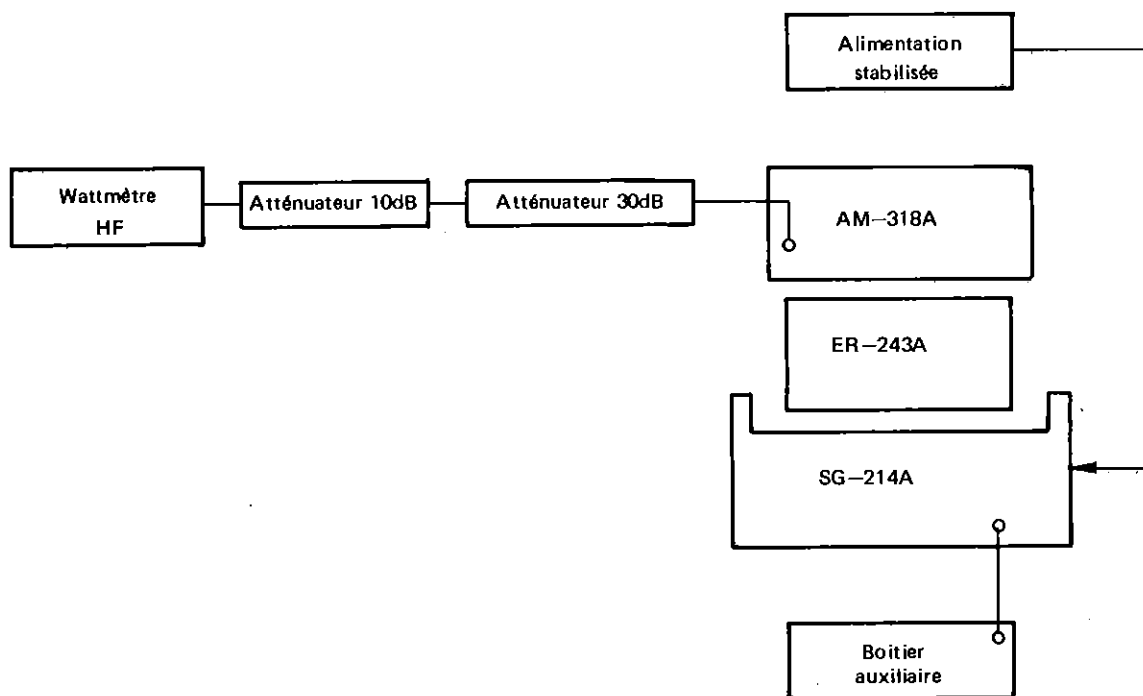 Alimentation
stabilisée
Wattmètre
HF
Atténuateur 10dB
Atténuateur 30dB
AM—318A
ER—243A
SG—214A
Boitier
auxiliaire